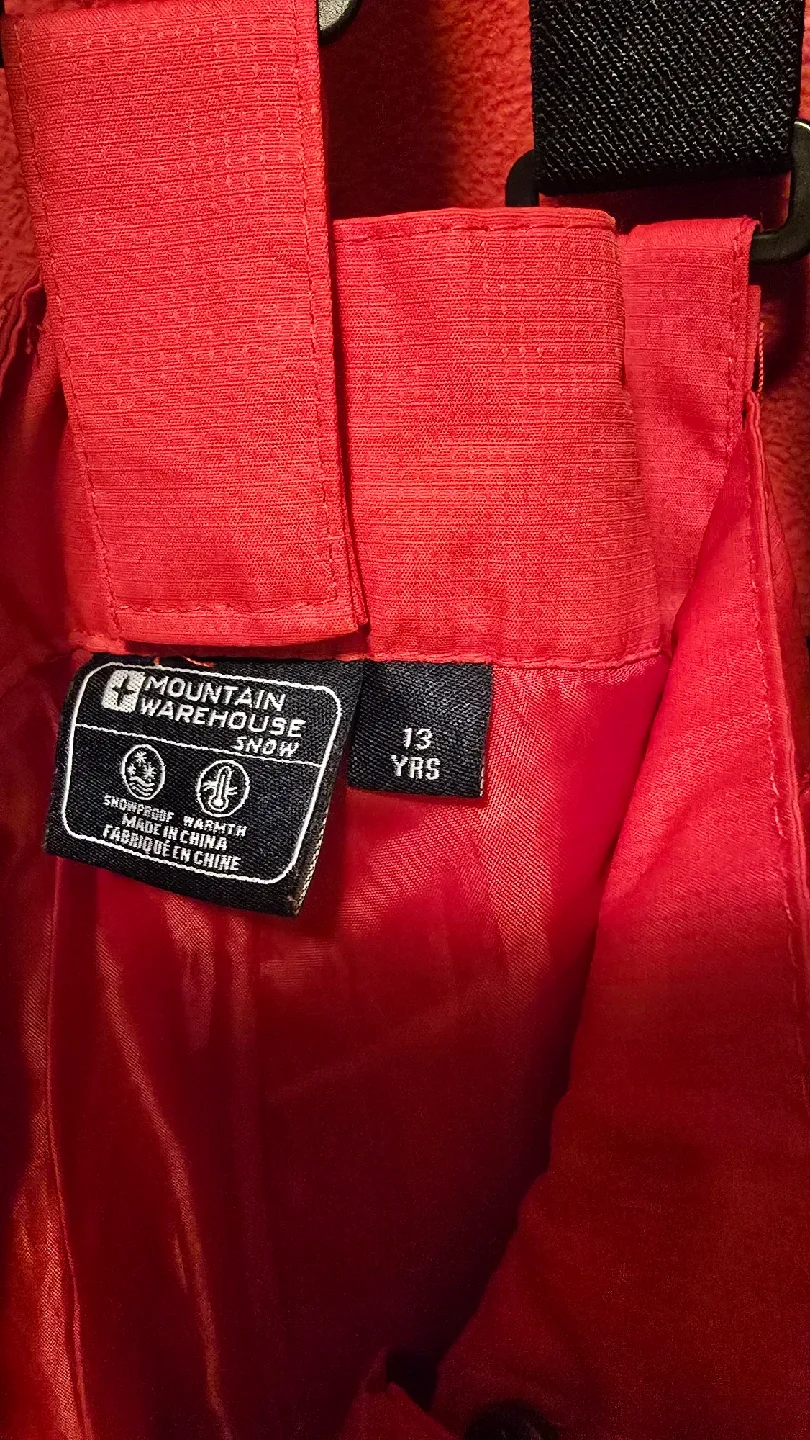 MOUNTAIN
WAREHOUSE
SNOW
SNOWPROOF WARMTH
MADE IN CHINA
FABRIQUÉ EN CHINE
13
YRS